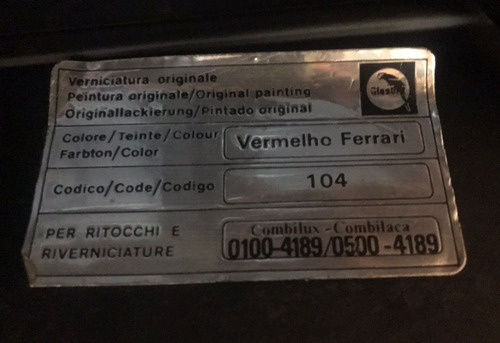 Verniciatura originale
Peintura originale/Original painting
Originallackierung/Pintado original
Glasurit
Colore/Teinte/Colour
Farbton/Color
Vermelho Ferrari
Codico/Code/Codigo
104
PER RITOCCHI E
RIVERNICIATURE
Combilux - Combilaca
0100-4189/0500-4189